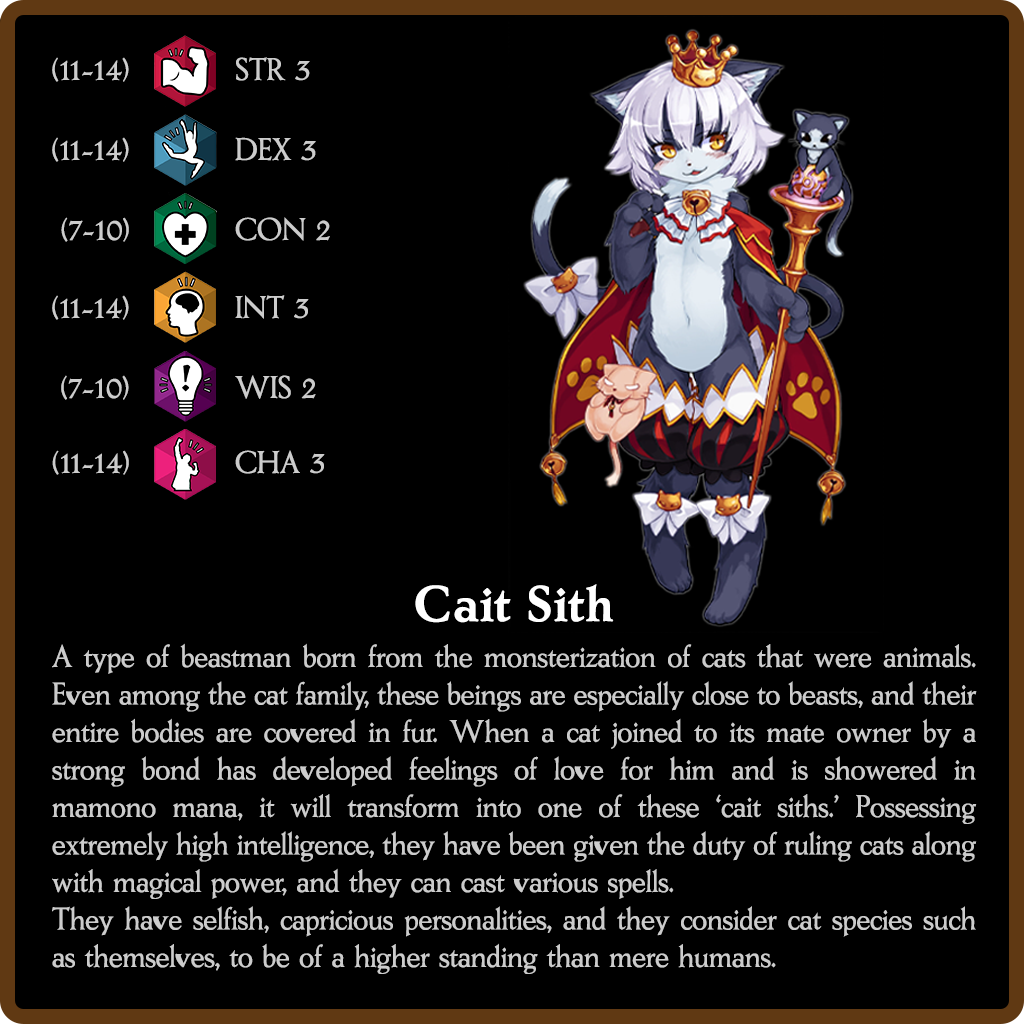 (11-14) STR 3
(11-14) DEX 3
(7-10) CON 2
(11-14) INT 3
(7-10) WIS 2
(11-14) CHA 3
Cait Sith
A type of beastman born from the monsterization of cats that were animals.
Even among the cat family, these beings are especially close to beasts, and their
entire bodies are covered in fur. When a cat joined to its mate owner by a
strong bond has developed feelings of love for him and is showered in
mamono mana, it will transform into one of these ‘cait siths.’ Possessing
extremely high intelligence, they have been given the duty of ruling cats along
with magical power, and they can cast various spells.
They have selfish, capricious personalities, and they consider cat species such
as themselves, to be of a higher standing than mere humans.